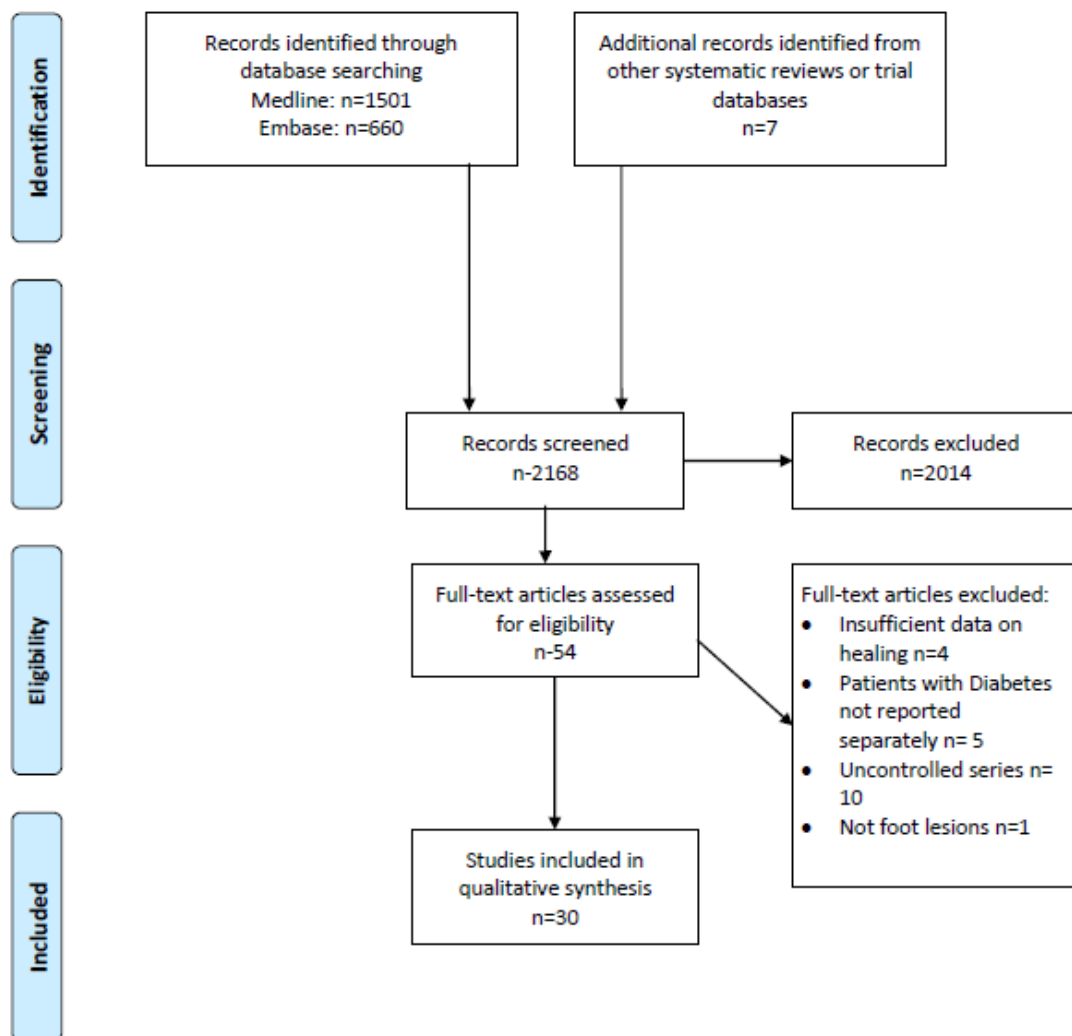 Identification
Records identified through
database searching
Medline: n=1501
Embase: n=660
Additional records identified from
other systematic reviews or trial
databases
n=7
Screening
Records screened
n-2168
Records excluded
n=2014
Eligibility
Full-text articles assessed
for eligibility
n-54
Full-text articles excluded:
• Insufficient data on
healing n=4
• Patients with Diabetes
not reported
separately n= 5
• Uncontrolled series n=
10
• Not foot lesions n=1
Included
Studies included in
qualitative synthesis
n=30